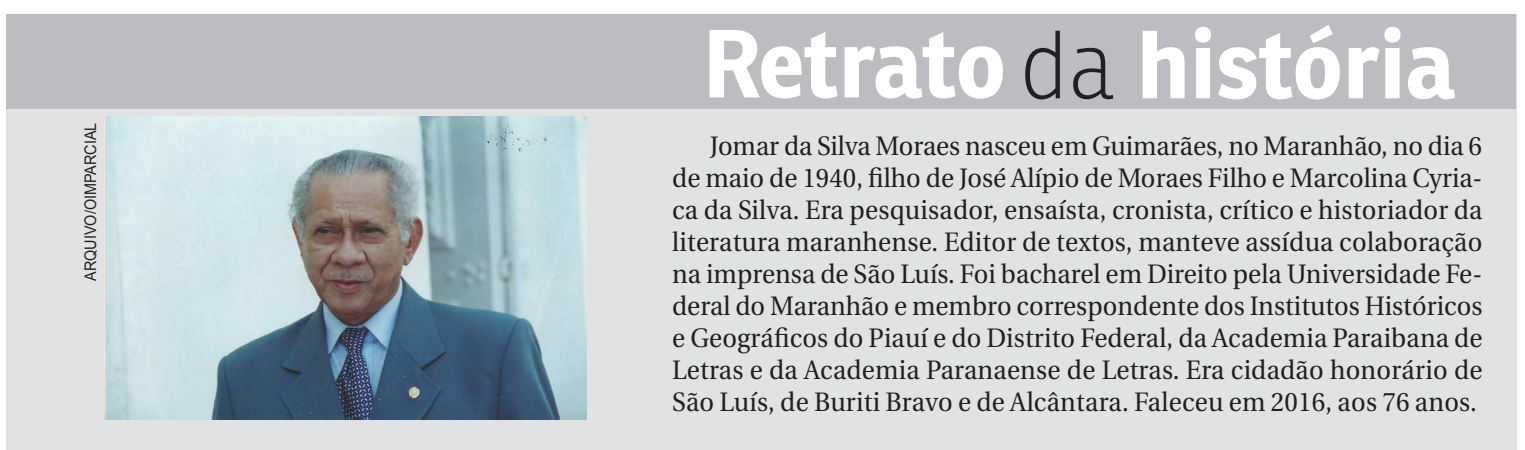 Retrato da história
ARQUIVO/OIMPARCIAL
Jomar da Silva Moraes nasceu em Guimarães, no Maranhão, no dia 6
de maio de 1940, filho de José Alípio de Moraes Filho e Marcolina Cyria-
ca da Silva. Era pesquisador, ensaísta, cronista, crítico e historiador da
literatura maranhense. Editor de textos, manteve assídua colaboração
na imprensa de São Luís. Foi bacharel em Direito pela Universidade Fe-
deral do Maranhão e membro correspondente dos Institutos Históricos
e Geográficos do Piauí e do Distrito Federal, da Academia Paraibana de
Letras e da Academia Paranaense de Letras. Era cidadão honorário de
São Luís, de Buriti Bravo e de Alcântara. Faleceu em 2016, aos 76 anos.